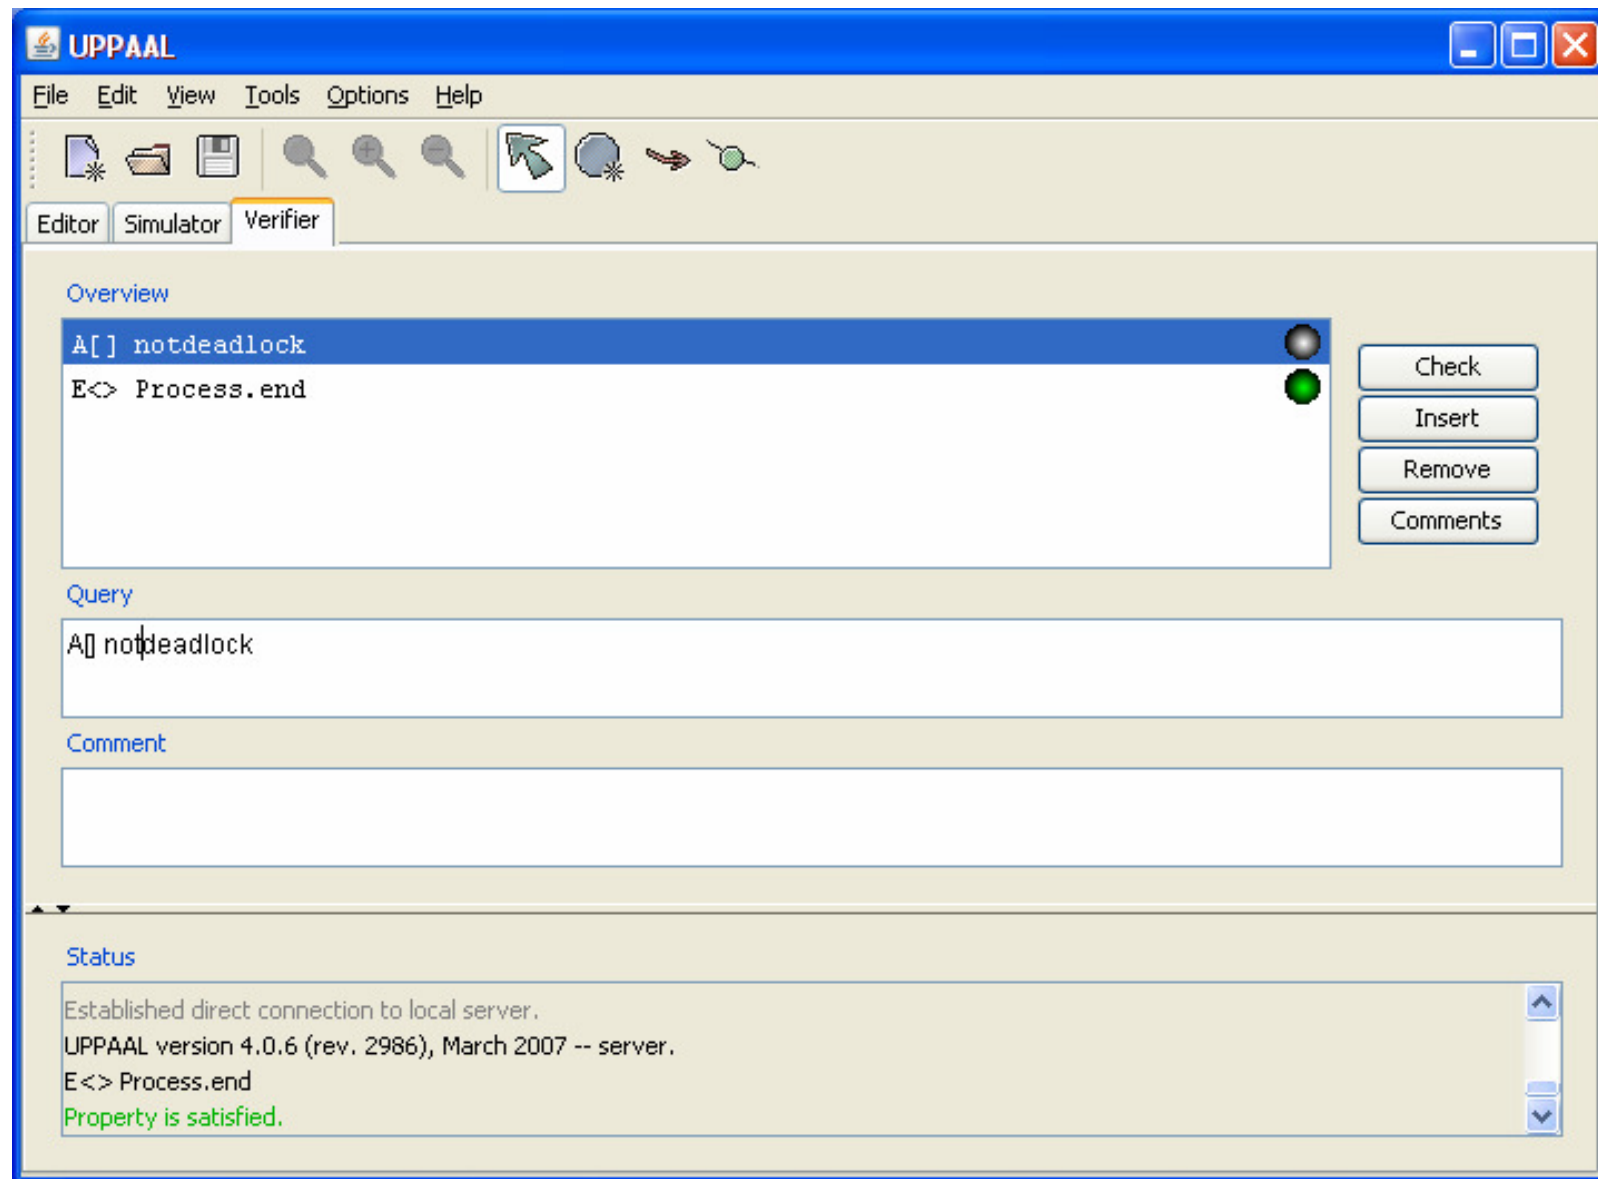 UPPAAL
File Edit View Tools Options Help
Editor Simulator Verifier
Overview
A[] notdeadlock
E<> Process.end
Check
Insert
Remove
Comments
Query
A[] notdeadlock
Comment
Status
Established direct connection to local server.
UPPAAL version 4.0.6 (rev. 2986), March 2007 -- server.
E<> Process.end
Property is satisfied.